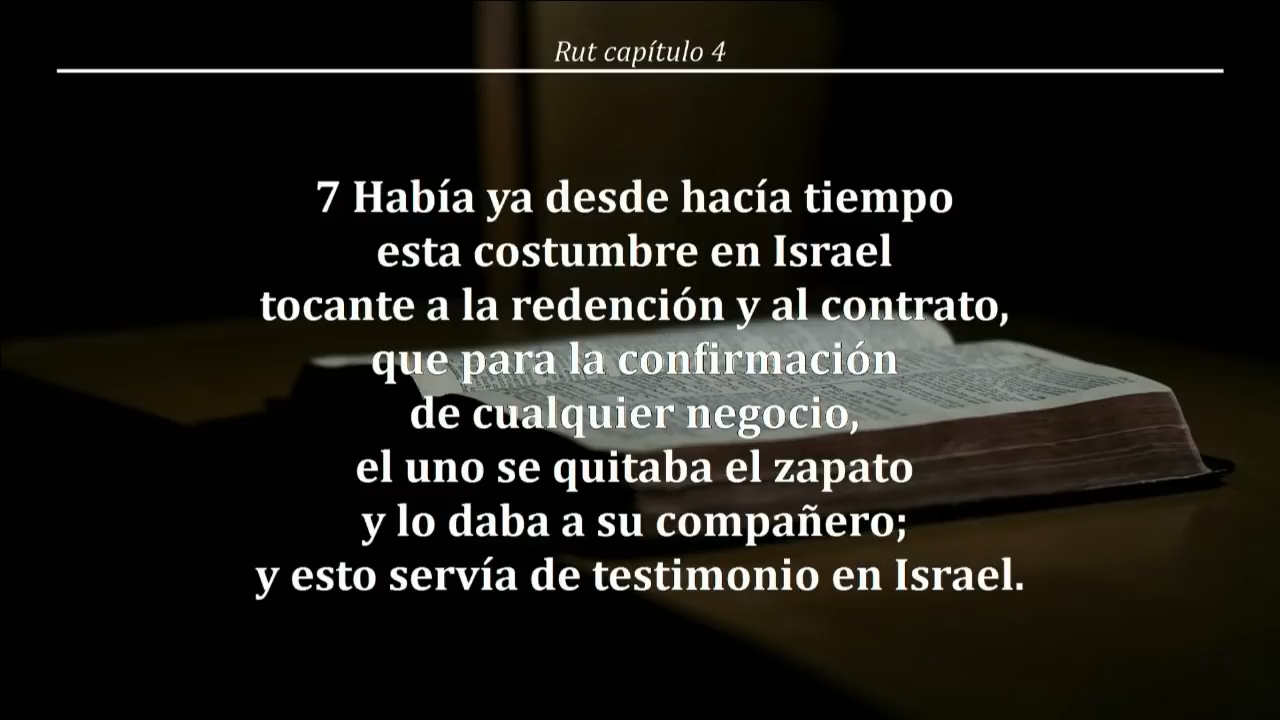 Rut capítulo 4
7 Había ya desde hacía tiempo
esta costumbre en Israel
tocante a la redención y al contrato,
que para la confirmación
de cualquier negocio,
el uno se quitaba el zapato
y lo daba a su compañero;
y esto servía de testimonio en Israel.